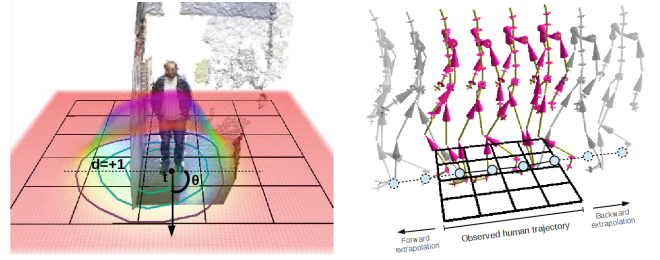 d=+1
t
θ
Forward
extrapolation
Observed human trajectory
Backward
extrapolation